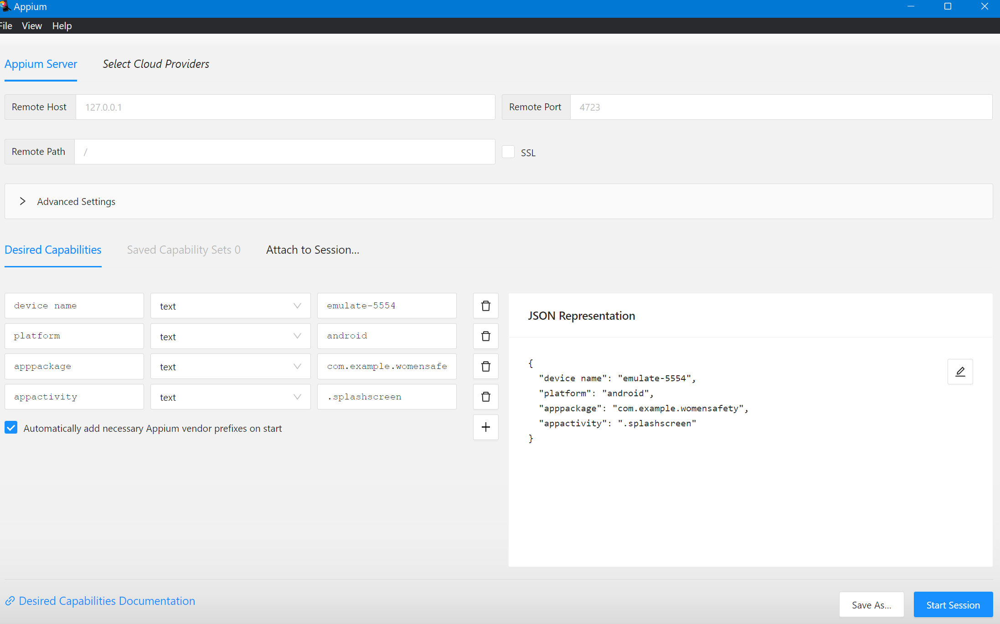 Appium
File View Help
Appium Server Select Cloud Providers
Remote Host 127.0.0.1 Remote Port 4723
Remote Path / SSL
Advanced Settings
Desired Capabilities Saved Capability Sets 0 Attach to Session...
device name text emulate-5554
platform text android
apppackage text com.example.womensafe
appactivity text .splashscreen
Automatically add necessary Appium vendor prefixes on start
JSON Representation
{
"device name": "emulate-5554",
"platform": "android",
"apppackage": "com.example.womensafety",
"appactivity": ".splashscreen"
}
Desired Capabilities Documentation
Save As...
Start Session